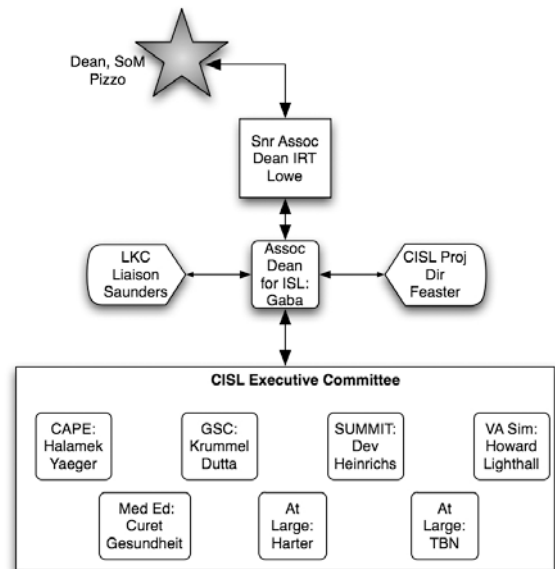 Dean, SoM
Pizzo
Snr Assoc
Dean IRT
Lowe
LKC
Liaison
Saunders
Assoc
Dean
for ISL:
Gaba
CISL Proj
Dir
Feaster
CISL Executive Committee
CAPE:
Halamek
Yaeger
GSC:
Krummel
Dutta
SUMMIT:
Dev
Heinrichs
VA Sim:
Howard
Lighthall
Med Ed:
Curet
Gesundheit
At
Large:
Harter
At
Large:
TBN